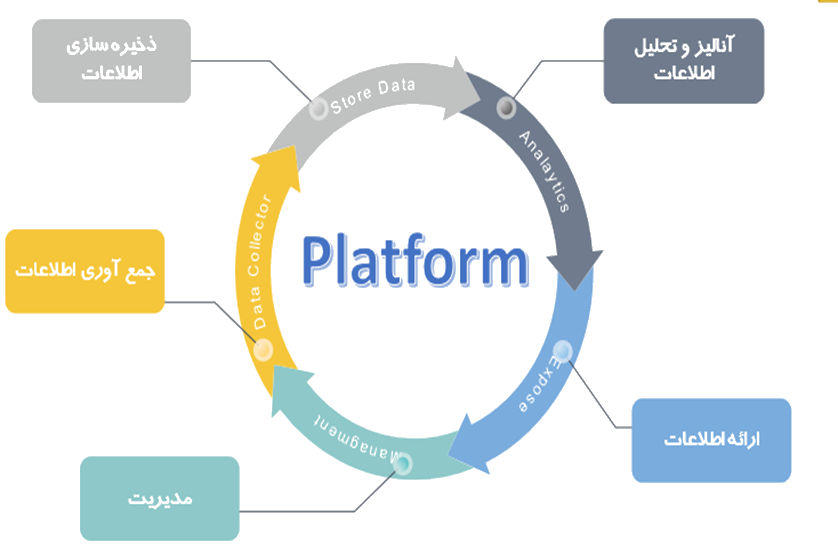 ذخیره سازی
اطلاعات
آنالیز و تحلیل
اطلاعات
Store Data
Analaytics
Data Collector
Platform
جمع آوری اطلاعات
Expose
ارائه اطلاعات
Managment
مدیریت